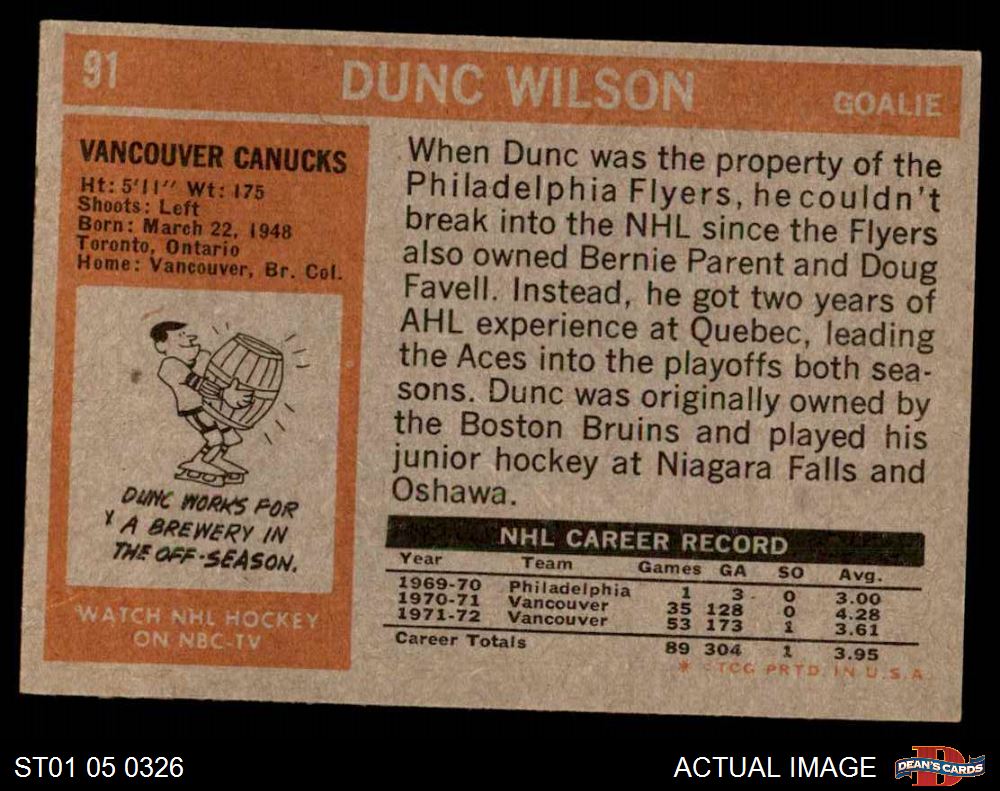 91 DUNC WILSON GOALIE
VANCOUVER CANUCKS
Ht: 5'11" Wt: 175
Shoots: Left
Born: March 22, 1948
Toronto, Ontario
Home: Vancouver, Br. Col.
DUNC WORKS FOR
A BREWERY IN
THE OFF-SEASON.
WATCH NHL HOCKEY
ON NBC-TV
When Dunc was the property of the
Philadelphia Flyers, he couldn't
break into the NHL since the Flyers
also owned Bernie Parent and Doug
Favell. Instead, he got two years of
AHL experience at Quebec, leading
the Aces into the playoffs both sea-
sons. Dunc was originally owned by
the Boston Bruins and played his
junior hockey at Niagara Falls and
Oshawa.
NHL CAREER RECORD
Year Team Games GA SO Avg.
1969-70 Philadelphia 1 3 0 3.00
1970-71 Vancouver 35 128 0 4.28
1971-72 Vancouver 53 173 1 3.61
Career Totals 89 304 1 3.95
* ©TCG PRTD. IN U.S.A.
ST01 05 0326
ACTUAL IMAGE
D
DEAN'S CARDS